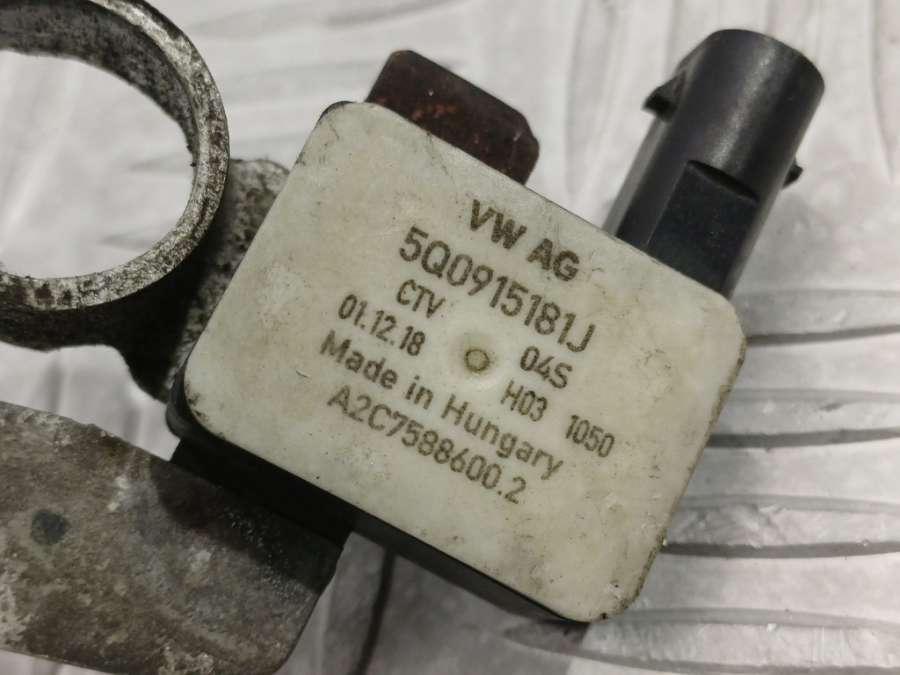 VW AG
5Q0915181J
CTV 04S
01.12.18 H03 1050
Made in Hungary
A2C7588600.2